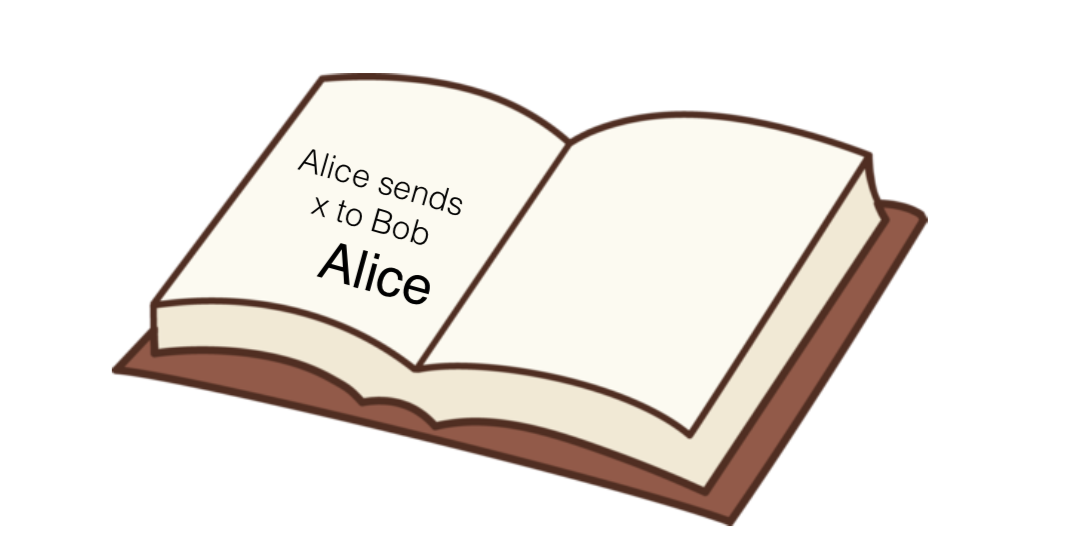 Alice sends
x to Bob
Alice